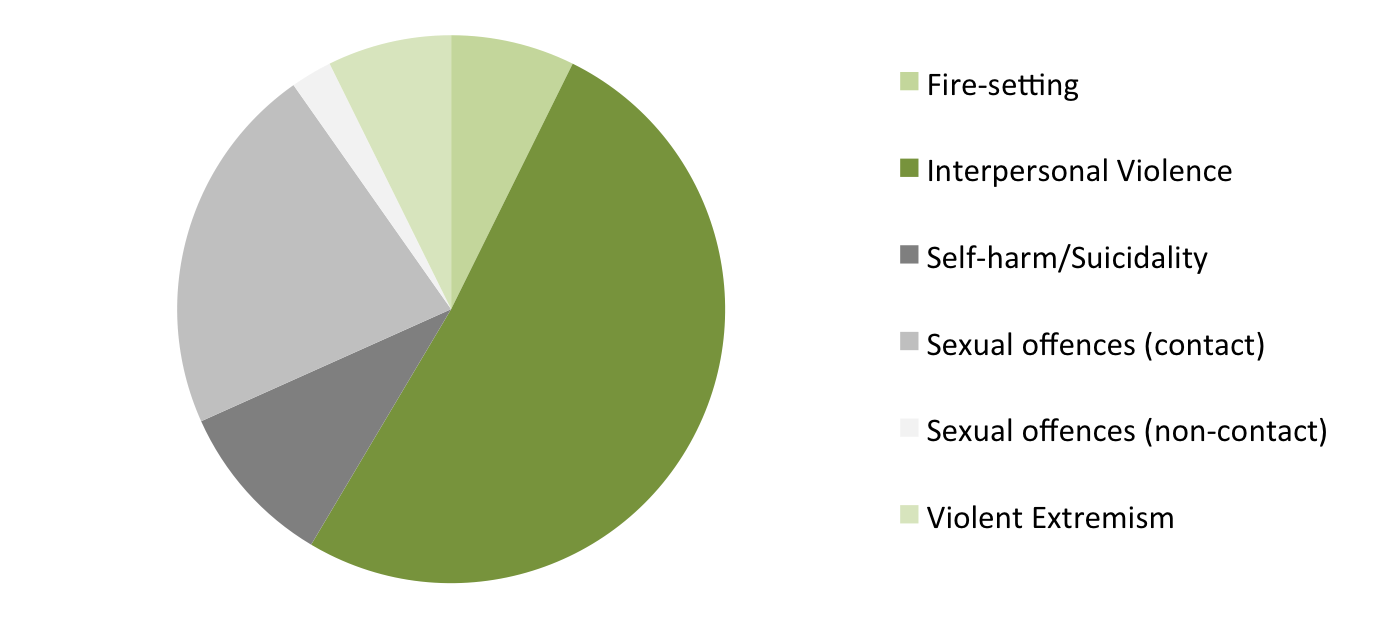 Fire-setting
Interpersonal Violence
Self-harm/Suicidality
Sexual offences (contact)
Sexual offences (non-contact)
Violent Extremism